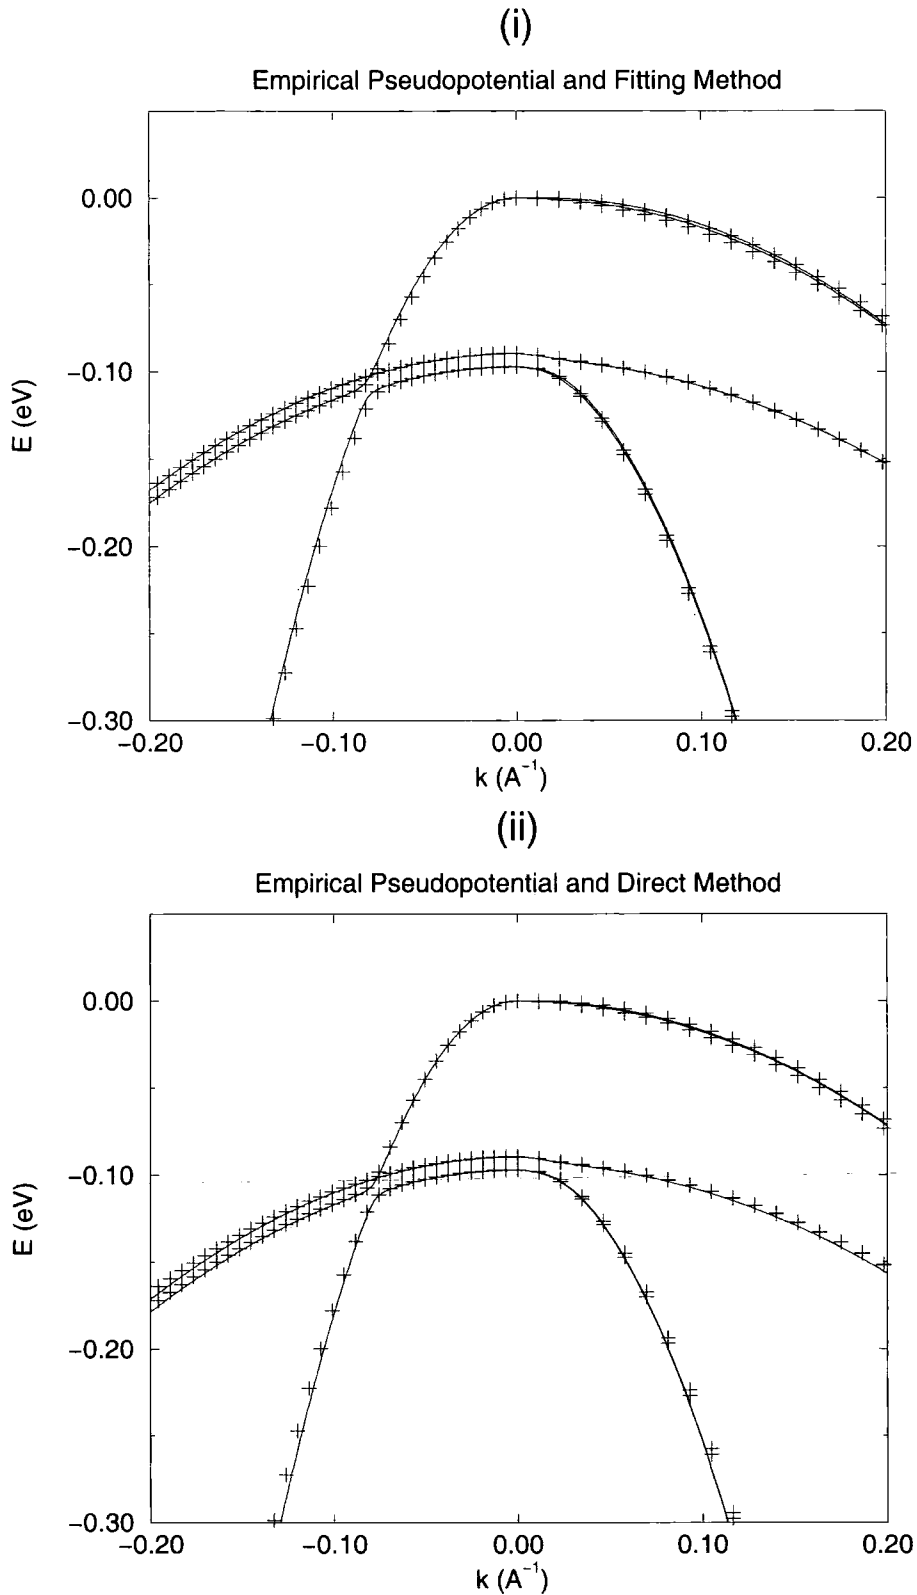 (i)
Empirical Pseudopotential and Fitting Method
0.00
−0.10
−0.20
−0.30
E (eV)
−0.20 −0.10 0.00 0.10 0.20
k (A⁻¹)
(ii)
Empirical Pseudopotential and Direct Method
0.00
−0.10
−0.20
−0.30
E (eV)
−0.20 −0.10 0.00 0.10 0.20
k (A⁻¹)